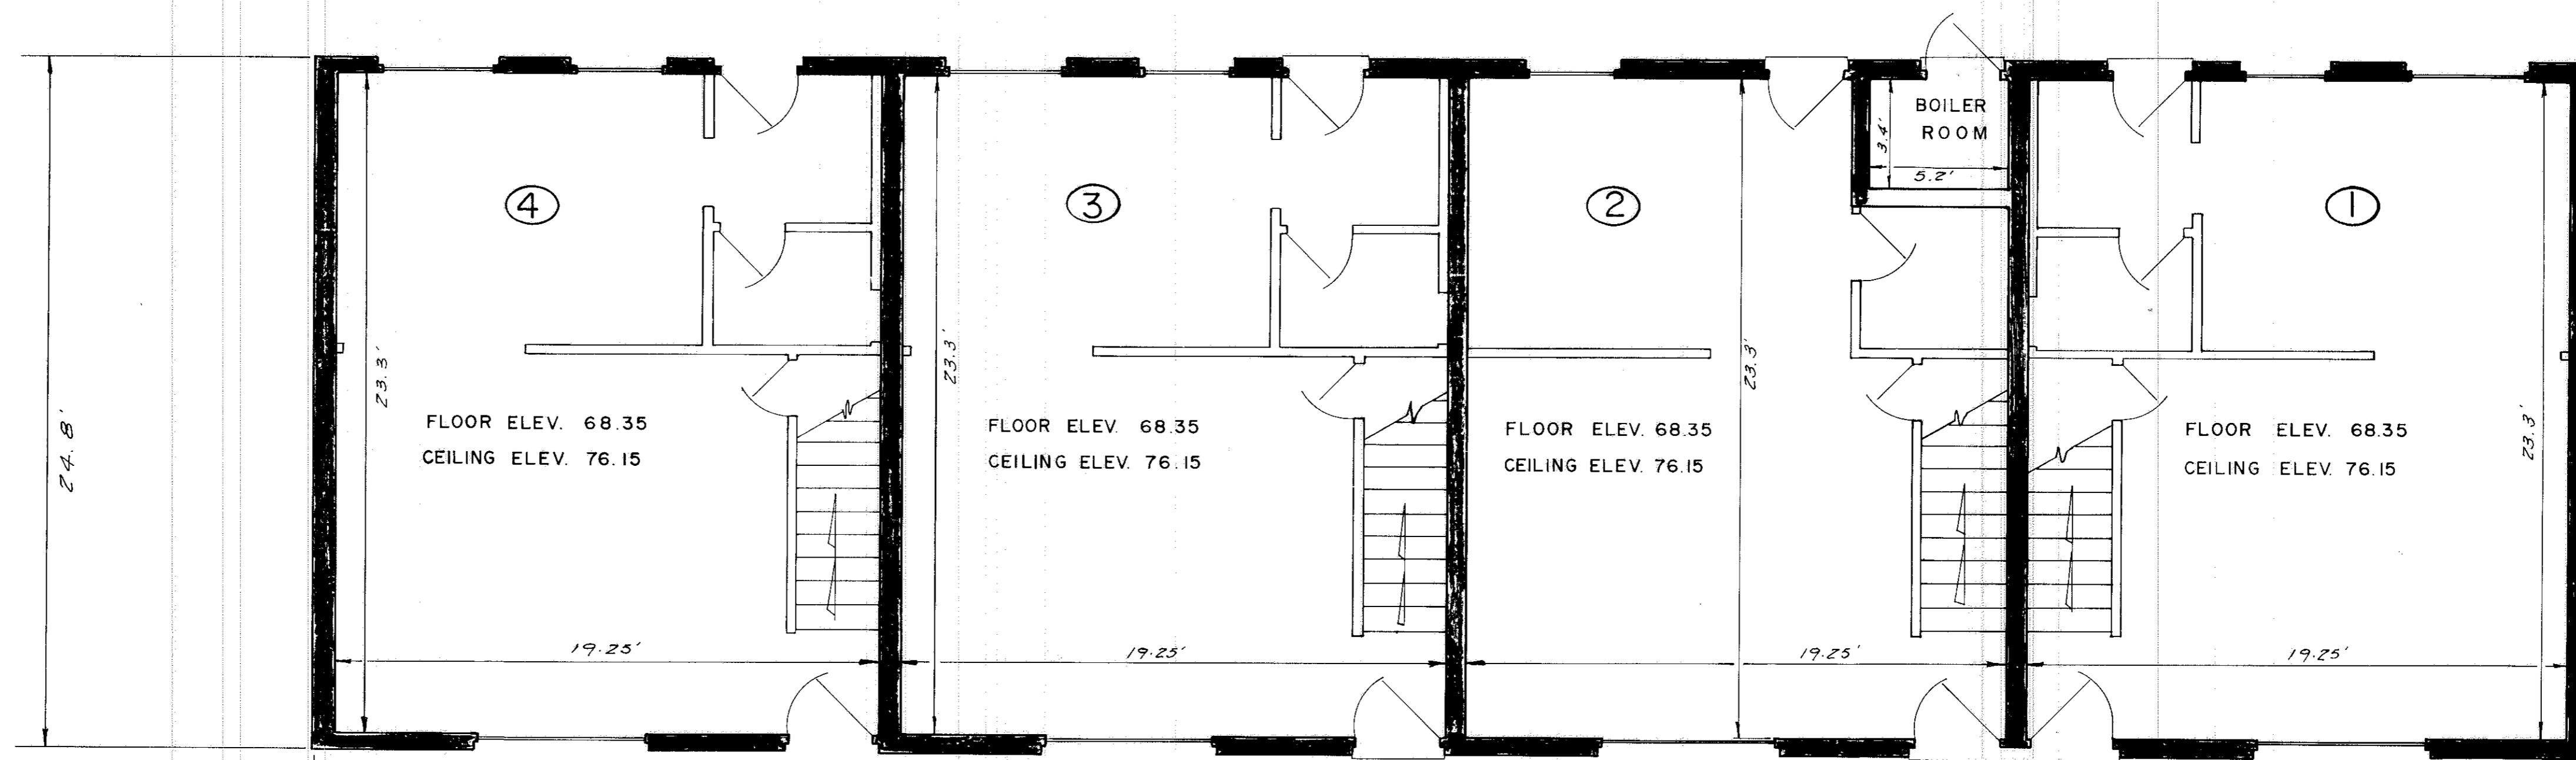 BOILER
ROOM
3.4'
5.2'
4
3
2
1
24.8'
23.3'
23.3'
23.3'
23.3'
FLOOR ELEV. 68.35
CEILING ELEV. 76.15
FLOOR ELEV. 68.35
CEILING ELEV. 76.15
FLOOR ELEV. 68.35
CEILING ELEV. 76.15
FLOOR ELEV. 68.35
CEILING ELEV. 76.15
19.25'
19.25'
19.25'
19.25'